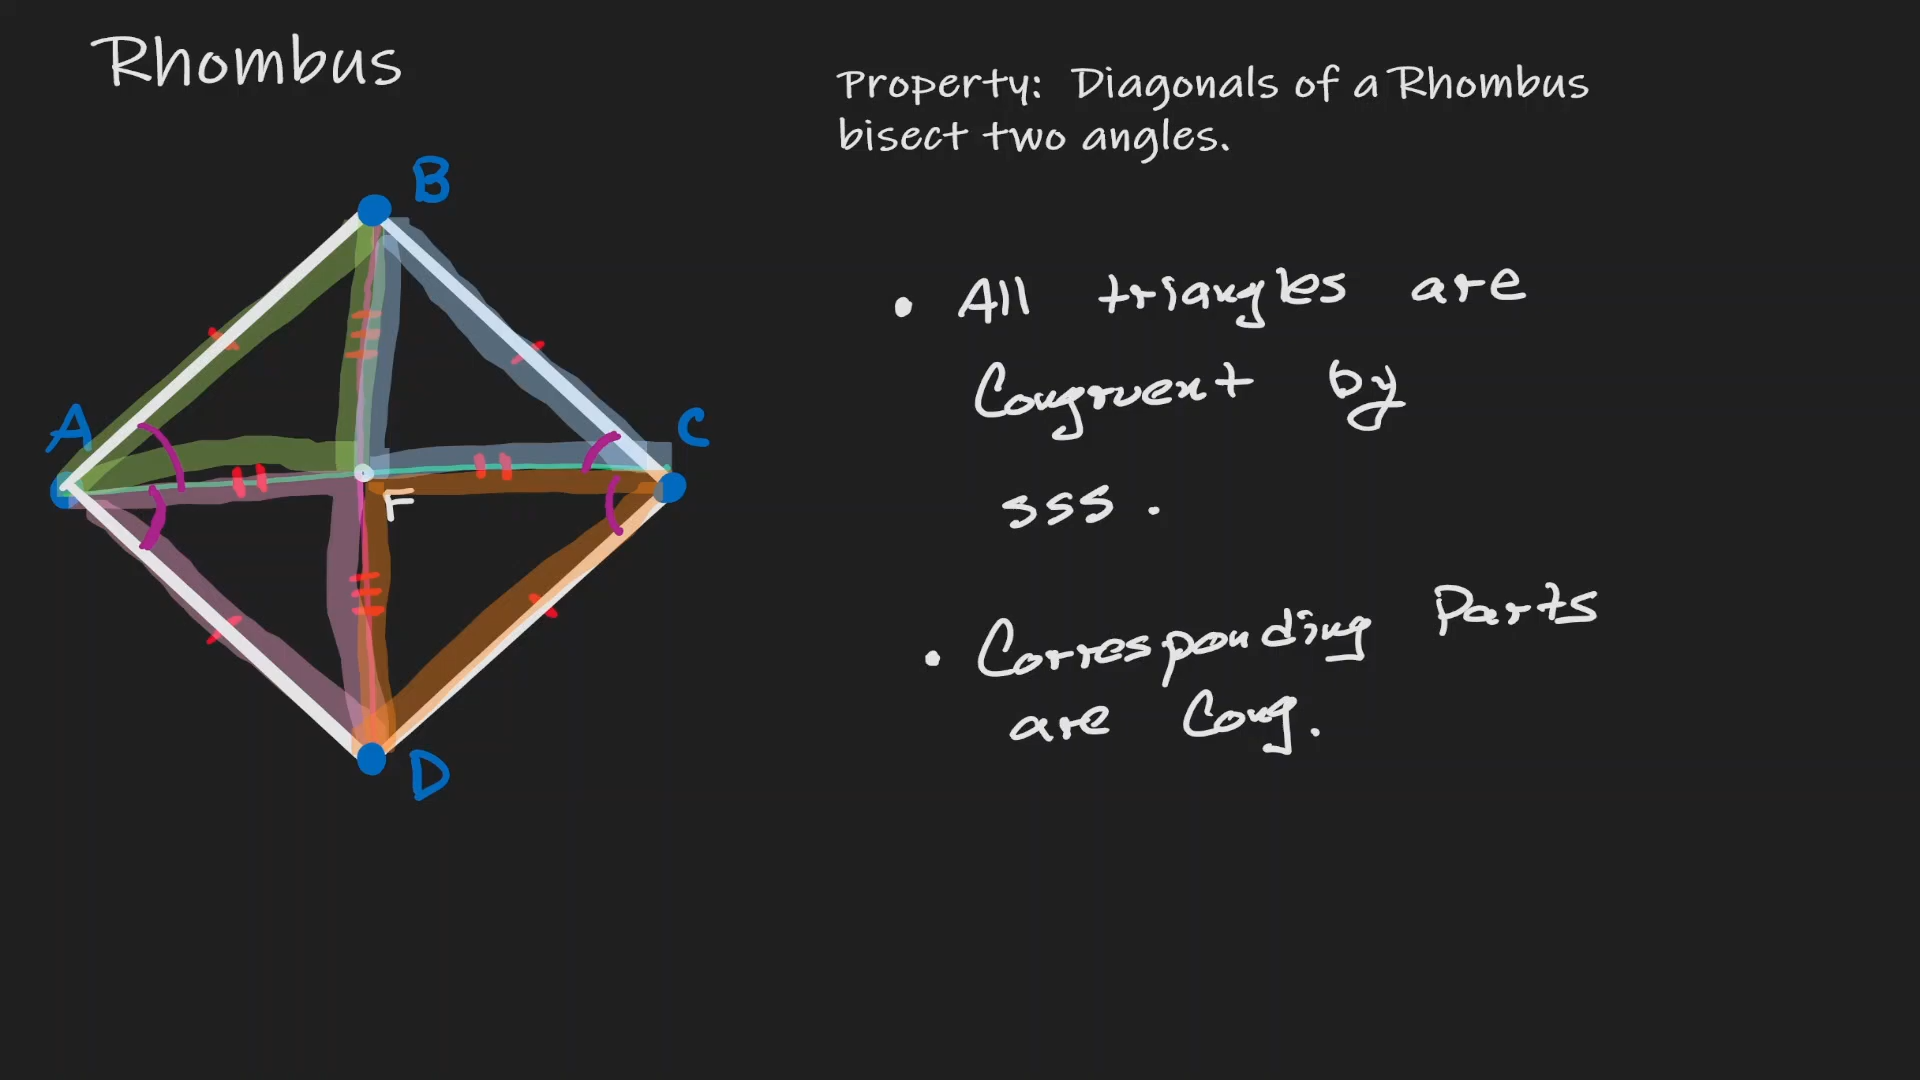 Rhombus
Property: Diagonals of a Rhombus
bisect two angles.
B
A
C
F
D
• All triangles are
Congruent by
SSS.
• Corresponding Parts
are Cong.